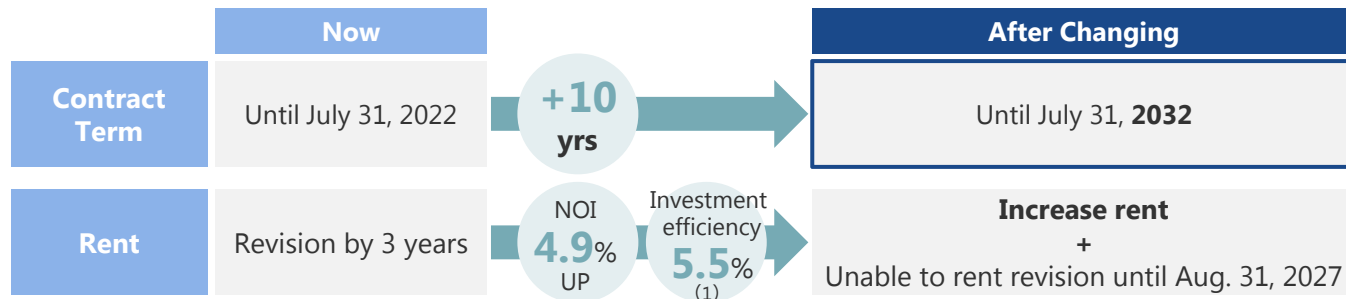 Now
After Changing
Contract
Term
Until July 31, 2022
+10
yrs
Until July 31, 2032
Rent
Revision by 3 years
NOI
4.9%
UP
Investment
efficiency
5.5%
(1)
Increase rent
+
Unable to rent revision until Aug. 31, 2027